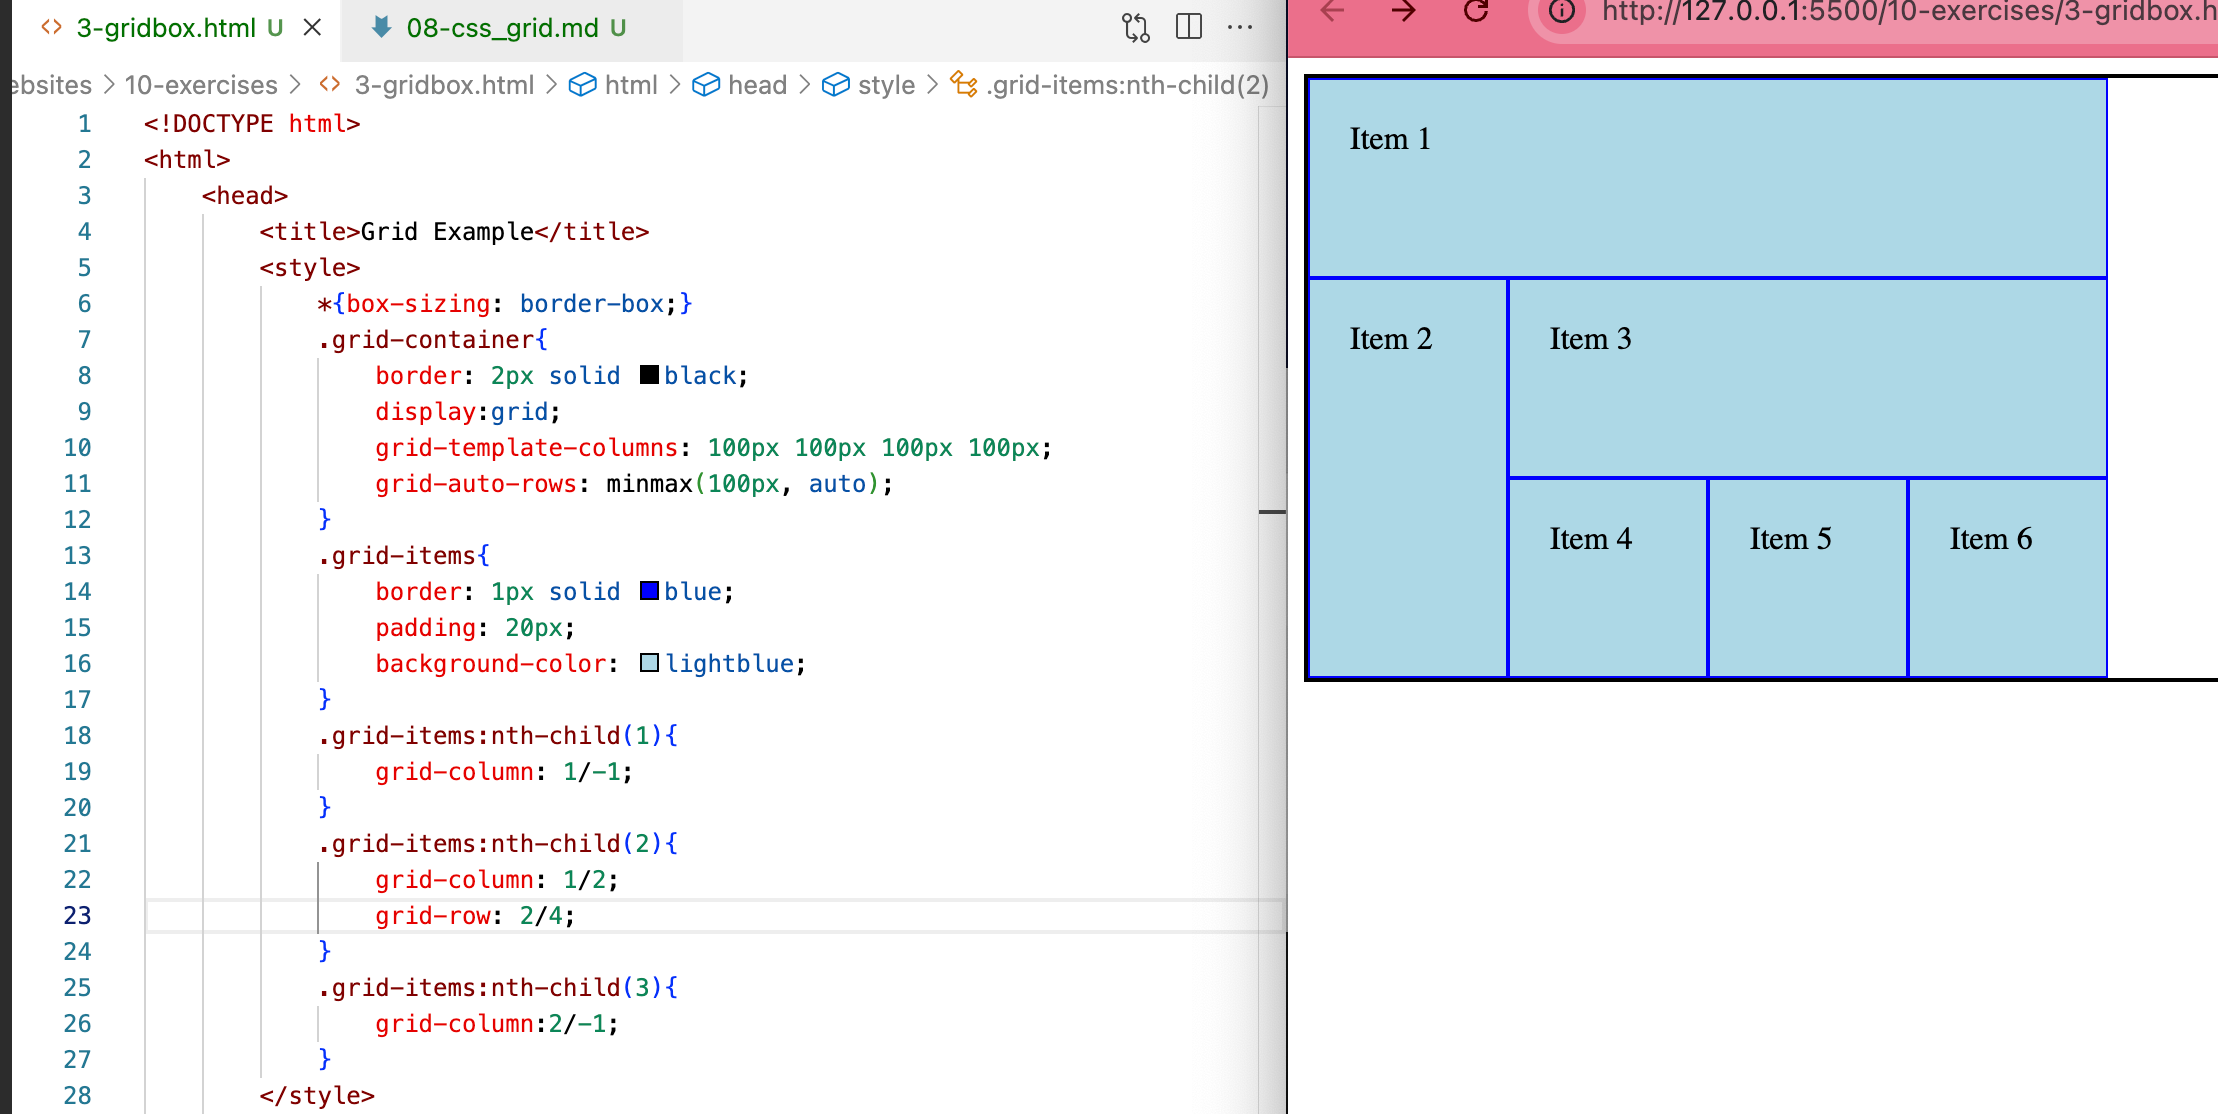 3-gridbox.html U
08-css_grid.md U
ebsites > 10-exercises > <> 3-gridbox.html > html > head > style > .grid-items:nth-child(2)
1 <!DOCTYPE html>
2 <html>
3 <head>
4 <title>Grid Example</title>
5 <style>
6 *{box-sizing: border-box;}
7 .grid-container{
8 border: 2px solid black;
9 display:grid;
10 grid-template-columns: 100px 100px 100px 100px;
11 grid-auto-rows: minmax(100px, auto);
12 }
13 .grid-items{
14 border: 1px solid blue;
15 padding: 20px;
16 background-color: lightblue;
17 }
18 .grid-items:nth-child(1){
19 grid-column: 1/-1;
20 }
21 .grid-items:nth-child(2){
22 grid-column: 1/2;
23 grid-row: 2/4;
24 }
25 .grid-items:nth-child(3){
26 grid-column:2/-1;
27 }
28 </style>
http://127.0.0.1:5500/10-exercises/3-gridbox.h
Item 1
Item 2
Item 3
Item 4
Item 5
Item 6